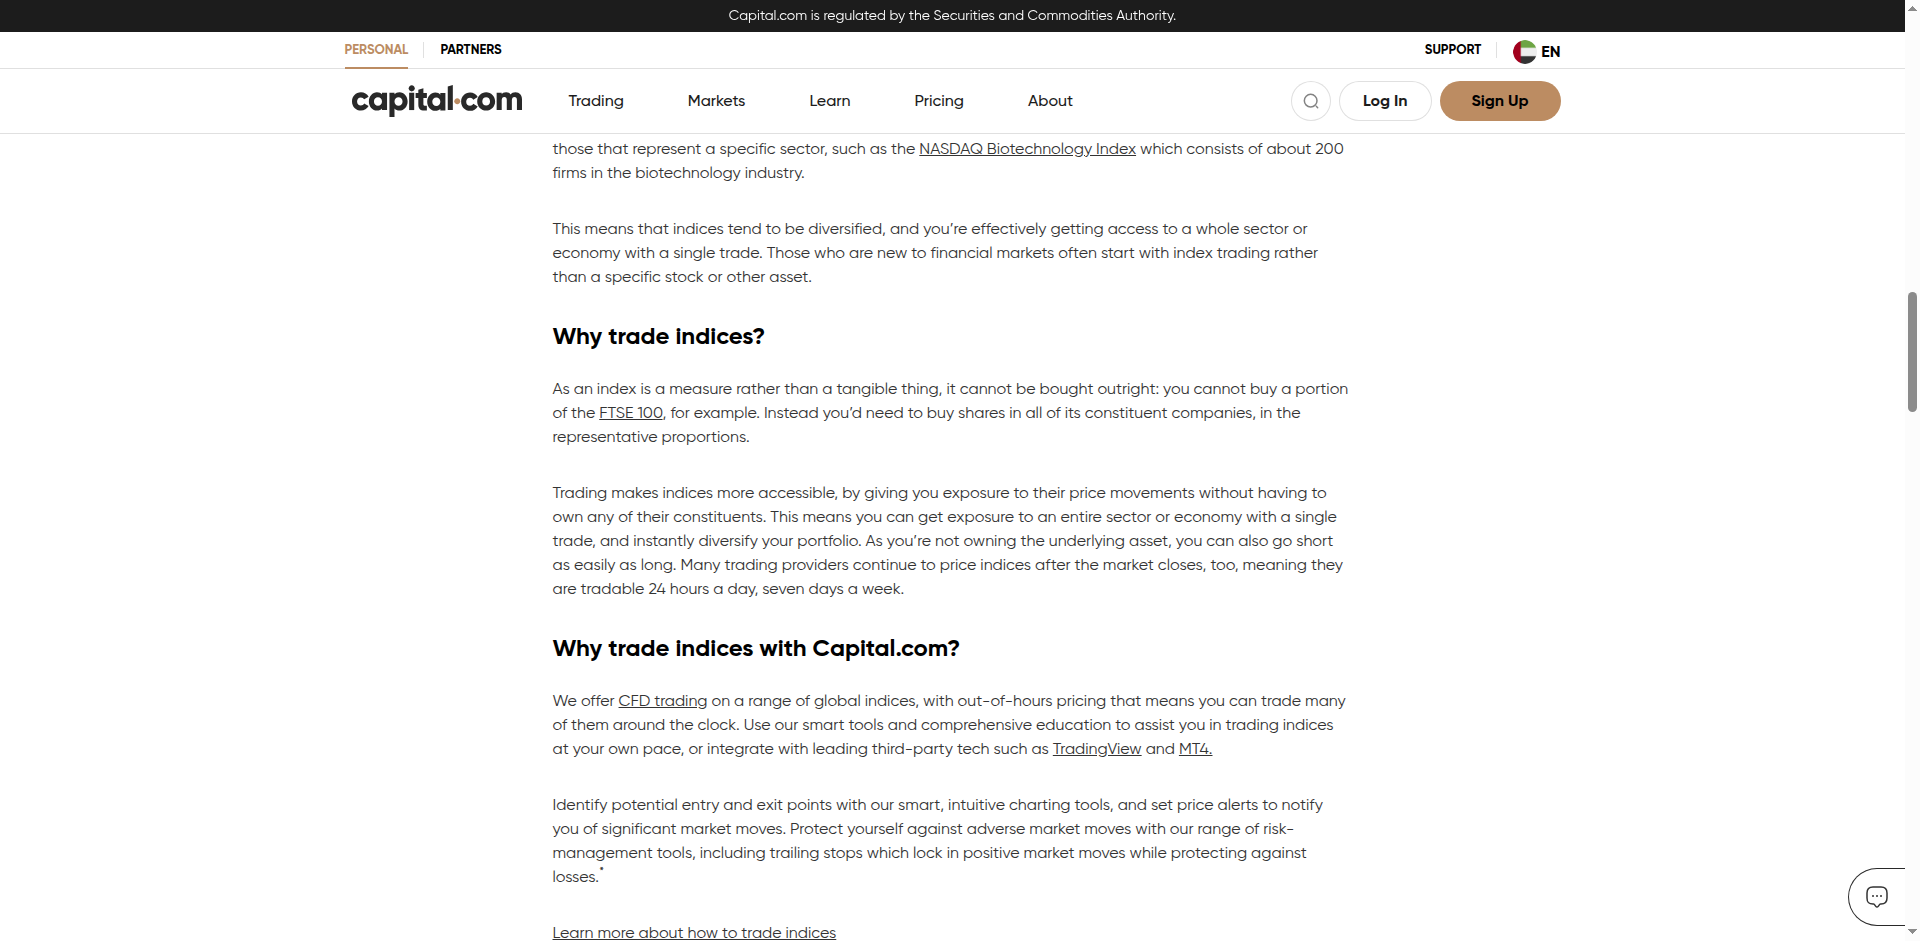 Capital.com is regulated by the Securities and Commodities Authority.
PERSONAL PARTNERS SUPPORT EN
capital.com Trading Markets Learn Pricing About Log In Sign Up
those that represent a specific sector, such as the NASDAQ Biotechnology Index which consists of about 200
firms in the biotechnology industry.
This means that indices tend to be diversified, and you’re effectively getting access to a whole sector or
economy with a single trade. Those who are new to financial markets often start with index trading rather
than a specific stock or other asset.
Why trade indices?
As an index is a measure rather than a tangible thing, it cannot be bought outright: you cannot buy a portion
of the FTSE 100, for example. Instead you’d need to buy shares in all of its constituent companies, in the
representative proportions.
Trading makes indices more accessible, by giving you exposure to their price movements without having to
own any of their constituents. This means you can get exposure to an entire sector or economy with a single
trade, and instantly diversify your portfolio. As you’re not owning the underlying asset, you can also go short
as easily as long. Many trading providers continue to price indices after the market closes, too, meaning they
are tradable 24 hours a day, seven days a week.
Why trade indices with Capital.com?
We offer CFD trading on a range of global indices, with out-of-hours pricing that means you can trade many
of them around the clock. Use our smart tools and comprehensive education to assist you in trading indices
at your own pace, or integrate with leading third-party tech such as TradingView and MT4.
Identify potential entry and exit points with our smart, intuitive charting tools, and set price alerts to notify
you of significant market moves. Protect yourself against adverse market moves with our range of risk-
management tools, including trailing stops which lock in positive market moves while protecting against
losses.*
Learn more about how to trade indices